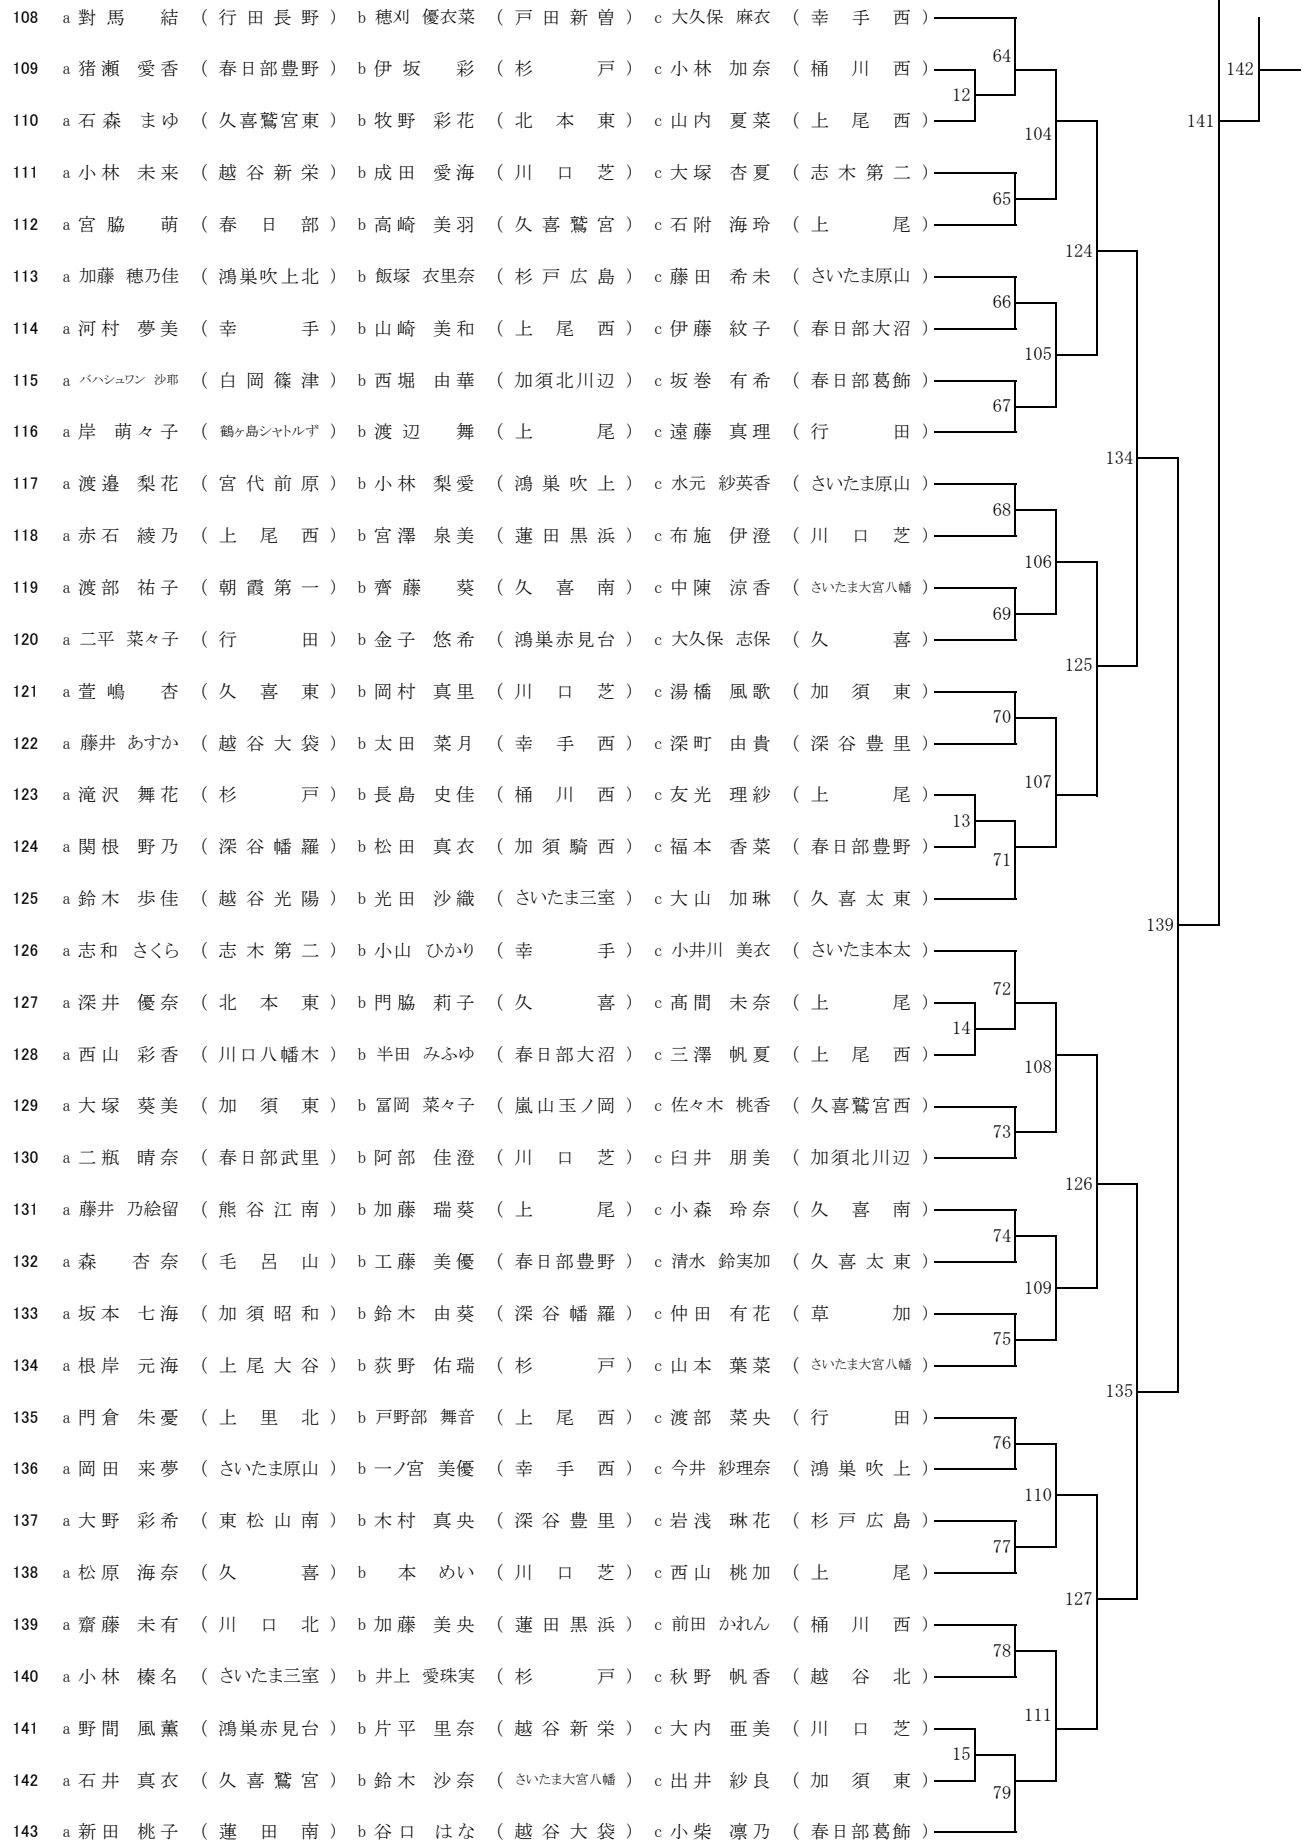 108 a 對馬 結 （行田長野） b 穂刈 優衣菜 （戸田新曽） c 大久保 麻衣 （幸手西）
64
109 a 猪瀬 愛香 （春日部豊野） b 伊坂 彩 （杉戸） c 小林 加奈 （桶川西）
142
12
110 a 石森 まゆ （久喜鷲宮東） b 牧野 彩花 （北本東） c 山内 夏菜 （上尾西）
104
141
111 a 小林 未来 （越谷新栄） b 成田 愛海 （川口芝） c 大塚 杏夏 （志木第二）
65
112 a 宮脇 萌 （春日部） b 高崎 美羽 （久喜鷲宮） c 石附 海玲 （上尾）
124
113 a 加藤 穂乃佳 （鴻巣吹上北） b 飯塚 衣里奈 （杉戸広島） c 藤田 希未 （さいたま原山）
66
114 a 河村 夢美 （幸手） b 山崎 美和 （上尾西） c 伊藤 紋子 （春日部大沼）
105
115 a バハシュワン 沙耶 （白岡篠津） b 西堀 由華 （加須北川辺） c 坂巻 有希 （春日部葛飾）
67
116 a 岸 萌々子 （鶴ヶ島シャトルず） b 渡辺 舞 （上尾） c 遠藤 真理 （行田）
134
117 a 渡邉 梨花 （宮代前原） b 小林 梨愛 （鴻巣吹上） c 水元 紗英香 （さいたま原山）
68
118 a 赤石 綾乃 （上尾西） b 宮澤 泉美 （蓮田黒浜） c 布施 伊澄 （川口芝）
106
119 a 渡部 祐子 （朝霞第一） b 齊藤 葵 （久喜南） c 中陳 涼香 （さいたま大宮八幡）
69
120 a 二平 菜々子 （行田） b 金子 悠希 （鴻巣赤見台） c 大久保 志保 （久喜）
125
121 a 萱嶋 杏 （久喜東） b 岡村 真里 （川口芝） c 湯橋 風歌 （加須東）
70
122 a 藤井 あすか （越谷大袋） b 太田 菜月 （幸手西） c 深町 由貴 （深谷豊里）
107
123 a 滝沢 舞花 （杉戸） b 長島 史佳 （桶川西） c 友光 理紗 （上尾）
13
124 a 関根 野乃 （深谷幡羅） b 松田 真衣 （加須騎西） c 福本 香菜 （春日部豊野）
71
125 a 鈴木 歩佳 （越谷光陽） b 光田 沙織 （さいたま三室） c 大山 加琳 （久喜太東）
139
126 a 志和 さくら （志木第二） b 小山 ひかり （幸手） c 小井川 美衣 （さいたま本太）
72
127 a 深井 優奈 （北本東） b 門脇 莉子 （久喜） c 髙間 未奈 （上尾）
14
128 a 西山 彩香 （川口八幡木） b 半田 みふゆ （春日部大沼） c 三澤 帆夏 （上尾西）
108
129 a 大塚 葵美 （加須東） b 冨岡 菜々子 （嵐山玉ノ岡） c 佐々木 桃香 （久喜鷲宮西）
73
130 a 二瓶 晴奈 （春日部武里） b 阿部 佳澄 （川口芝） c 臼井 朋美 （加須北川辺）
126
131 a 藤井 乃絵留 （熊谷江南） b 加藤 瑞葵 （上尾） c 小森 玲奈 （久喜南）
74
132 a 森 杏奈 （毛呂山） b 工藤 美優 （春日部豊野） c 清水 鈴実加 （久喜太東）
109
133 a 坂本 七海 （加須昭和） b 鈴木 由葵 （深谷幡羅） c 仲田 有花 （草加）
75
134 a 根岸 元海 （上尾大谷） b 荻野 佑瑞 （杉戸） c 山本 葉菜 （さいたま大宮八幡）
135
135 a 門倉 朱憂 （上里北） b 戸野部 舞音 （上尾西） c 渡部 菜央 （行田）
76
136 a 岡田 来夢 （さいたま原山） b 一ノ宮 美優 （幸手西） c 今井 紗理奈 （鴻巣吹上）
110
137 a 大野 彩希 （東松山南） b 木村 真央 （深谷豊里） c 岩浅 琳花 （杉戸広島）
77
138 a 松原 海奈 （久喜） b 本 めい （川口芝） c 西山 桃加 （上尾）
127
139 a 齋藤 未有 （川口北） b 加藤 美央 （蓮田黒浜） c 前田 かれん （桶川西）
78
140 a 小林 榛名 （さいたま三室） b 井上 愛珠実 （杉戸） c 秋野 帆香 （越谷北）
111
141 a 野間 風薫 （鴻巣赤見台） b 片平 里奈 （越谷新栄） c 大内 亜美 （川口芝）
15
142 a 石井 真衣 （久喜鷲宮） b 鈴木 沙奈 （さいたま大宮八幡） c 出井 紗良 （加須東）
79
143 a 新田 桃子 （蓮田南） b 谷口 はな （越谷大袋） c 小柴 凛乃 （春日部葛飾）